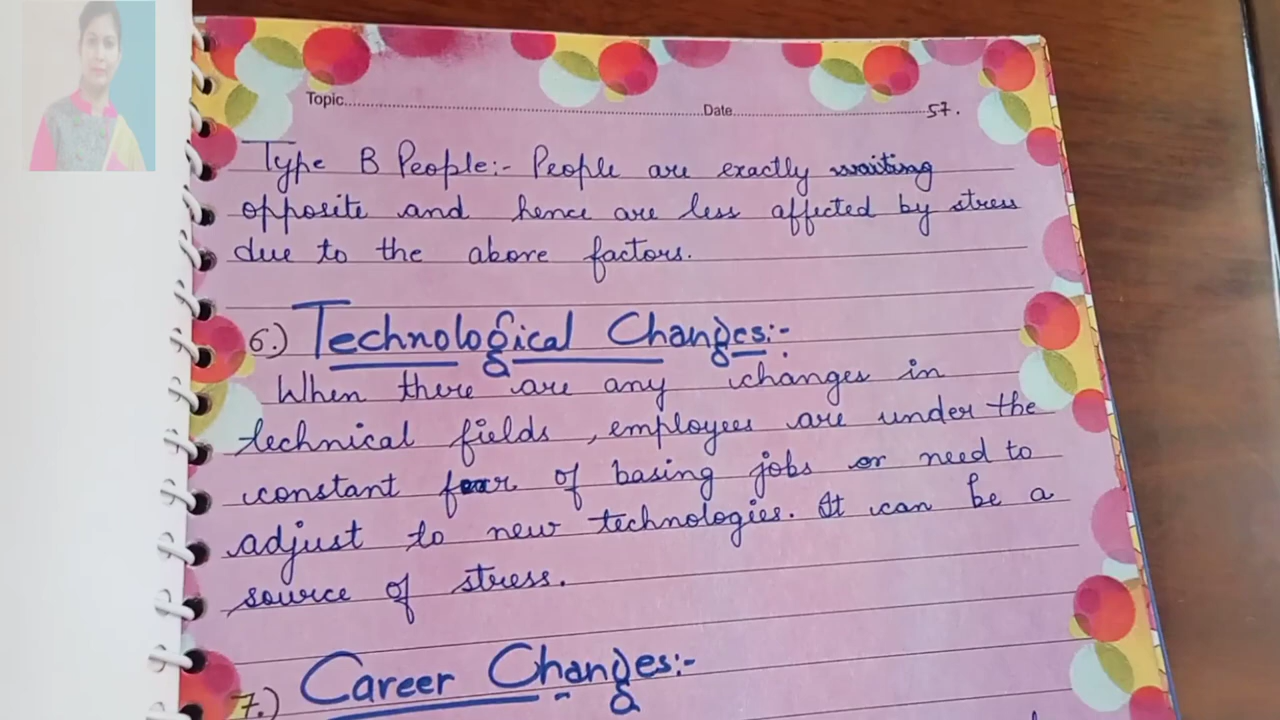 Topic........Date........57.
Type B People:- People are exactly waiting
opposite and hence are less affected by stress
due to the above factors.
6.) Technological Changes:-
When there are any changes in
technical fields, employees are under the
constant fear of basing jobs or need to
adjust to new technologies. It can be a
source of stress.
7.) Career Changes:-